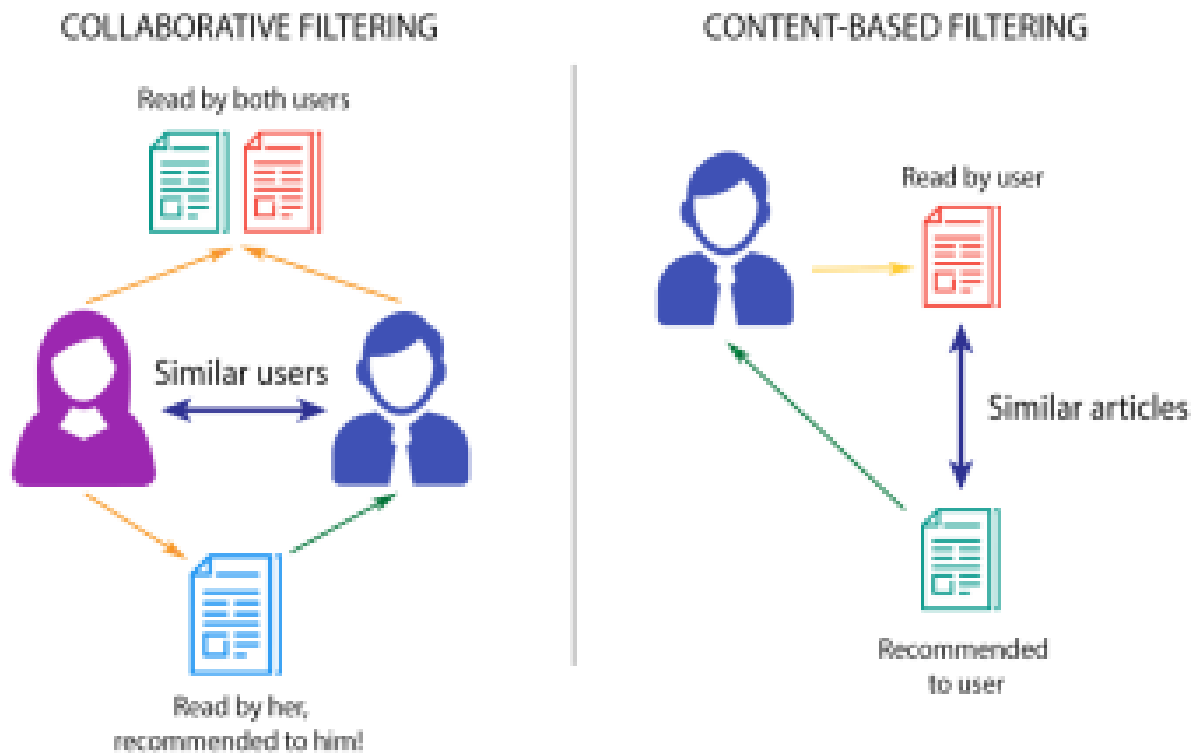 COLLABORATIVE FILTERING
Read by both users
Similar users
Read by her,
recommended to him!
CONTENT-BASED FILTERING
Read by user
Similar articles
Recommended
to user